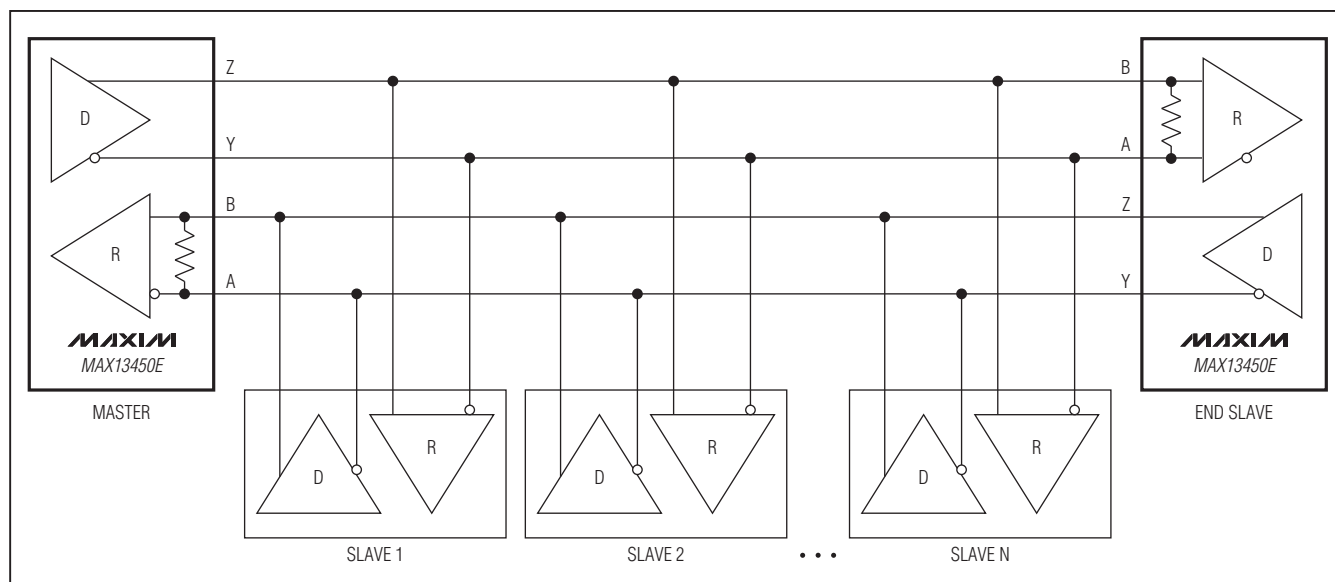 Z
B
D
R
Y
A
B
Z
R
D
A
Y
MAXIM
MAX13450E
MAXIM
MAX13450E
MASTER
END SLAVE
D
R
D
R
D
R
SLAVE 1
SLAVE 2
• • •
SLAVE N